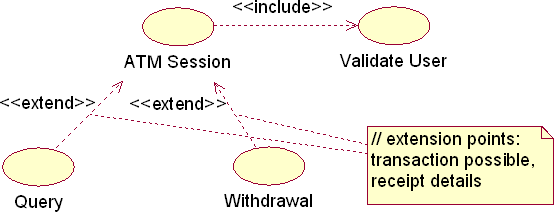 <<include>>
ATM Session
Validate User
<<extend>>
<<extend>>
// extension points:
transaction possible,
receipt details
Query
Withdrawal